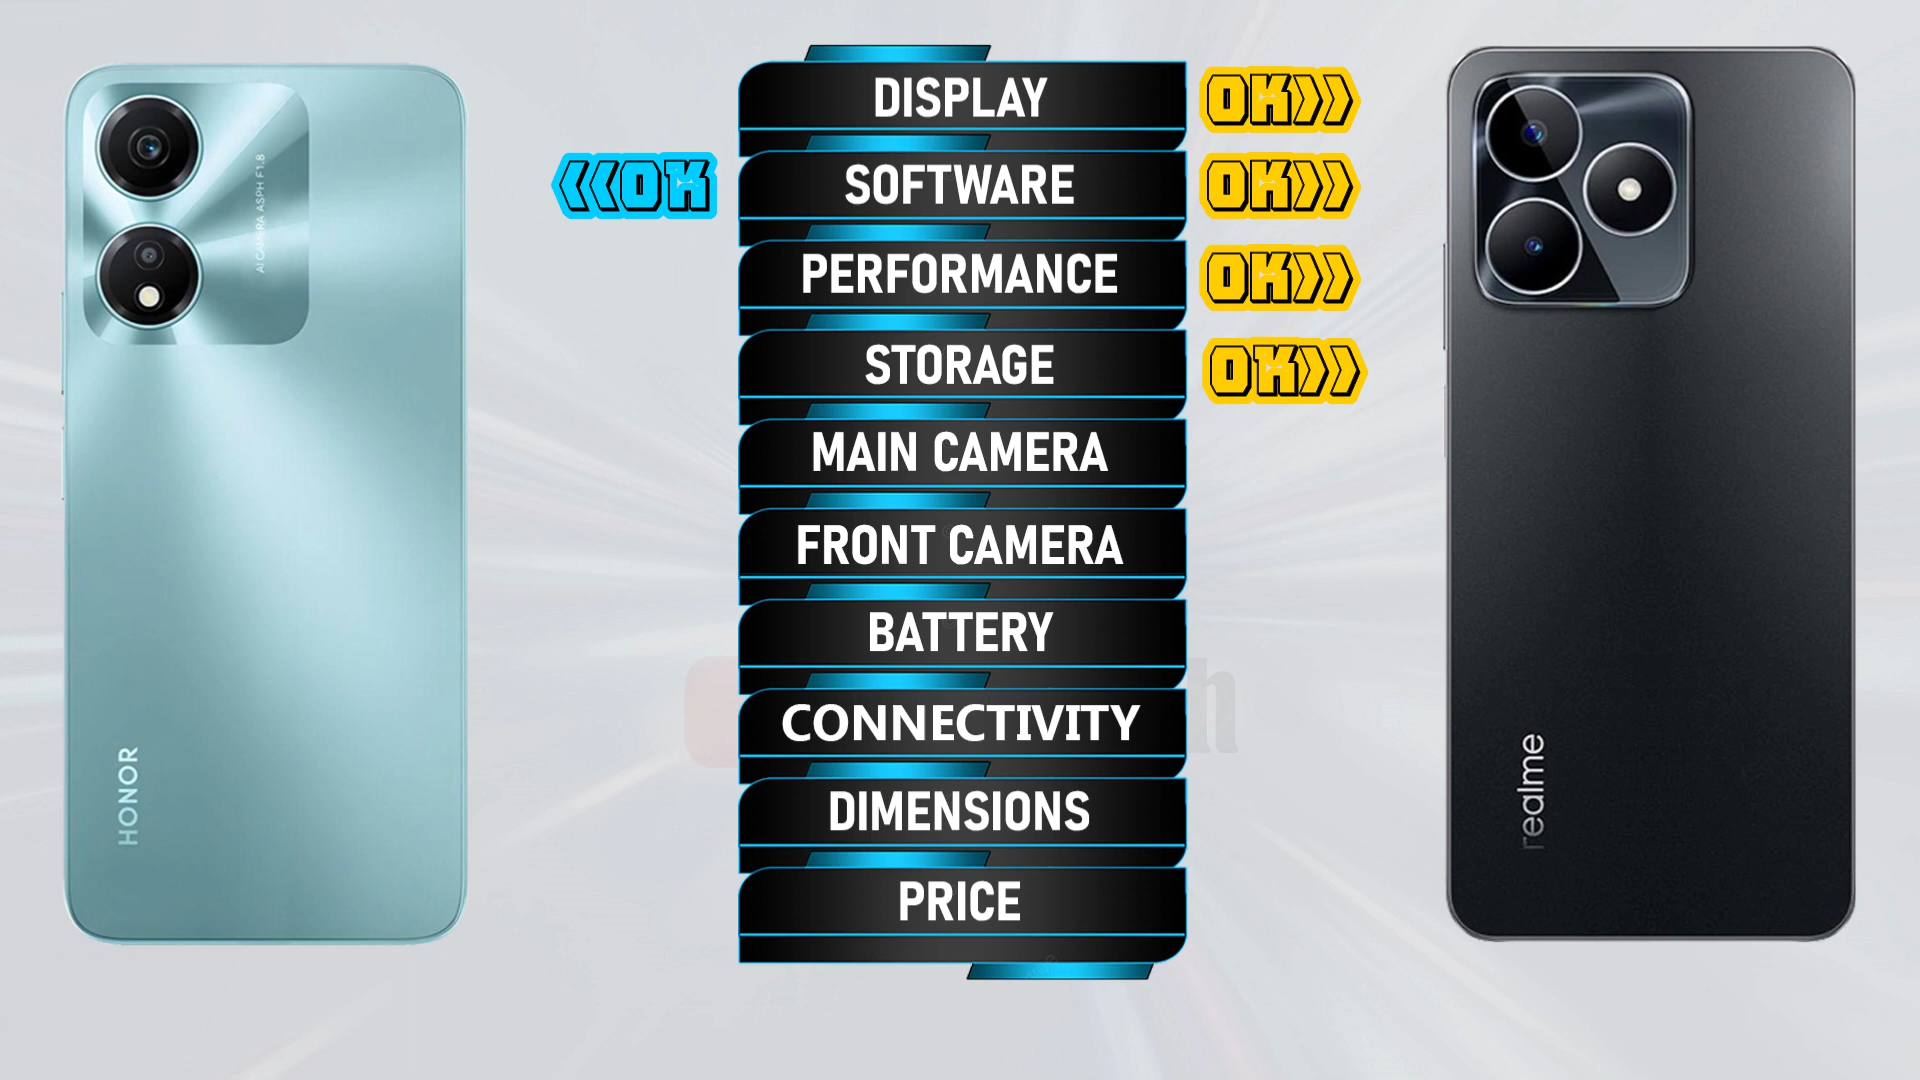 DISPLAY OK
OK SOFTWARE OK
PERFORMANCE OK
STORAGE OK
MAIN CAMERA
FRONT CAMERA
BATTERY
CONNECTIVITY
DIMENSIONS
PRICE
AI CAMERA ASPH F1.8
HONOR
realme